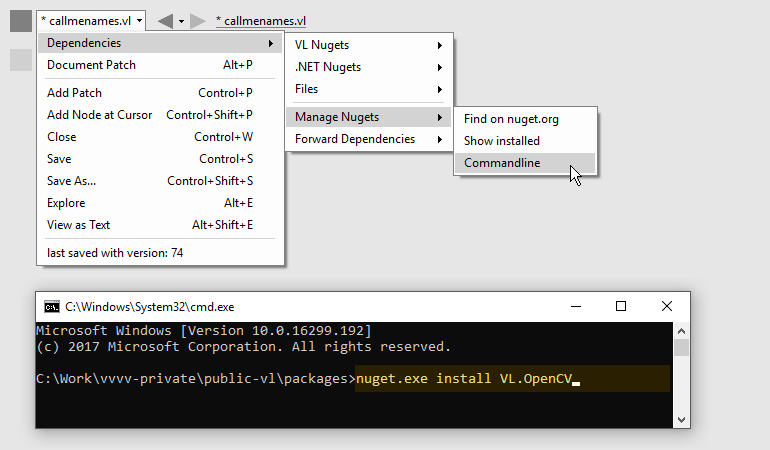 * callmenames.vl
* callmenames.vl
Dependencies
Document Patch Alt+P
Add Patch Control+P
Add Node at Cursor Control+Shift+P
Close Control+W
Save Control+S
Save As... Control+Shift+S
Explore Alt+E
View as Text Alt+Shift+E
last saved with version: 74
VL Nugets
.NET Nugets
Files
Manage Nugets
Forward Dependencies
Find on nuget.org
Show installed
Commandline
C:\Windows\System32\cmd.exe
Microsoft Windows [Version 10.0.16299.192]
(c) 2017 Microsoft Corporation. All rights reserved.
C:\Work\vvvv-private\public-vl\packages>nuget.exe install VL.OpenCV